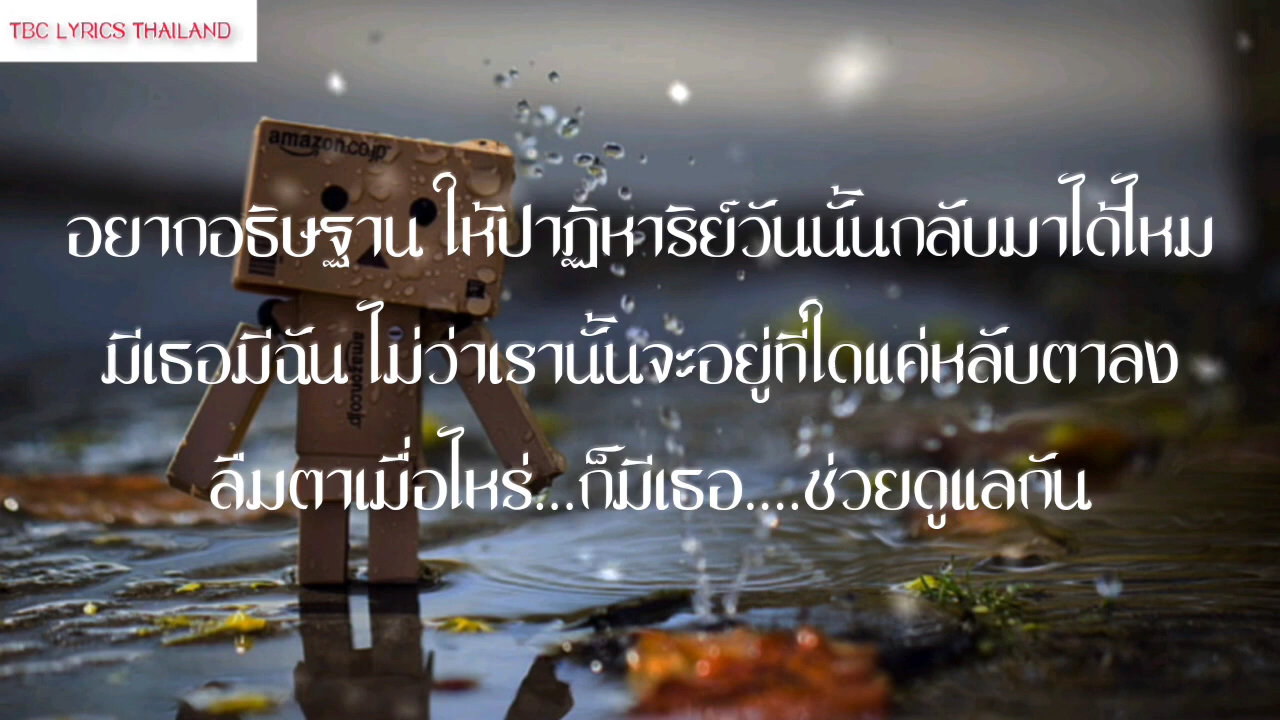 TBC LYRICS THAILAND
amazon.co.jp
อยากอธิษฐาน ให้ปาฏิหาริย์วันนั้นกลับมาได้ไหม
มีเธอมีฉัน ไม่ว่าเรานั้นจะอยู่ที่ใดแค่หลับตาลง
amazon.co.jp
ลืมตาเมื่อไหร่...ก็มีเธอ....ช่วยดูแลกัน